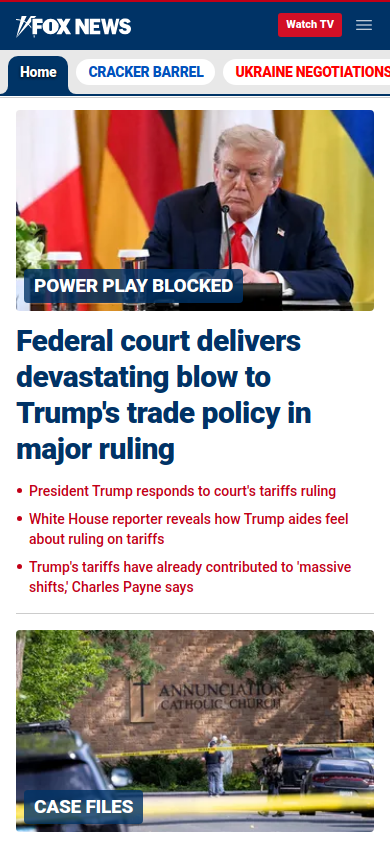 FOX NEWS
Watch TV
Home
CRACKER BARREL
UKRAINE NEGOTIATIONS
POWER PLAY BLOCKED
Federal court delivers
devastating blow to
Trump's trade policy in
major ruling
President Trump responds to court's tariffs ruling
White House reporter reveals how Trump aides feel
about ruling on tariffs
Trump's tariffs have already contributed to 'massive
shifts,' Charles Payne says
ANNUNCIATION
CATHOLIC CHURCH
CASE FILES